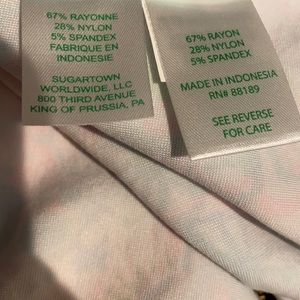 67% RAYONNE
28% NYLON
5% SPANDEX
FABRIQUE EN
INDONESIE
SUGARTOWN
WORLDWIDE, LLC
800 THIRD AVENUE
KING OF PRUSSIA, PA
67% RAYON
28% NYLON
5% SPANDEX
MADE IN INDONESIA
RN# 88189
SEE REVERSE
FOR CARE